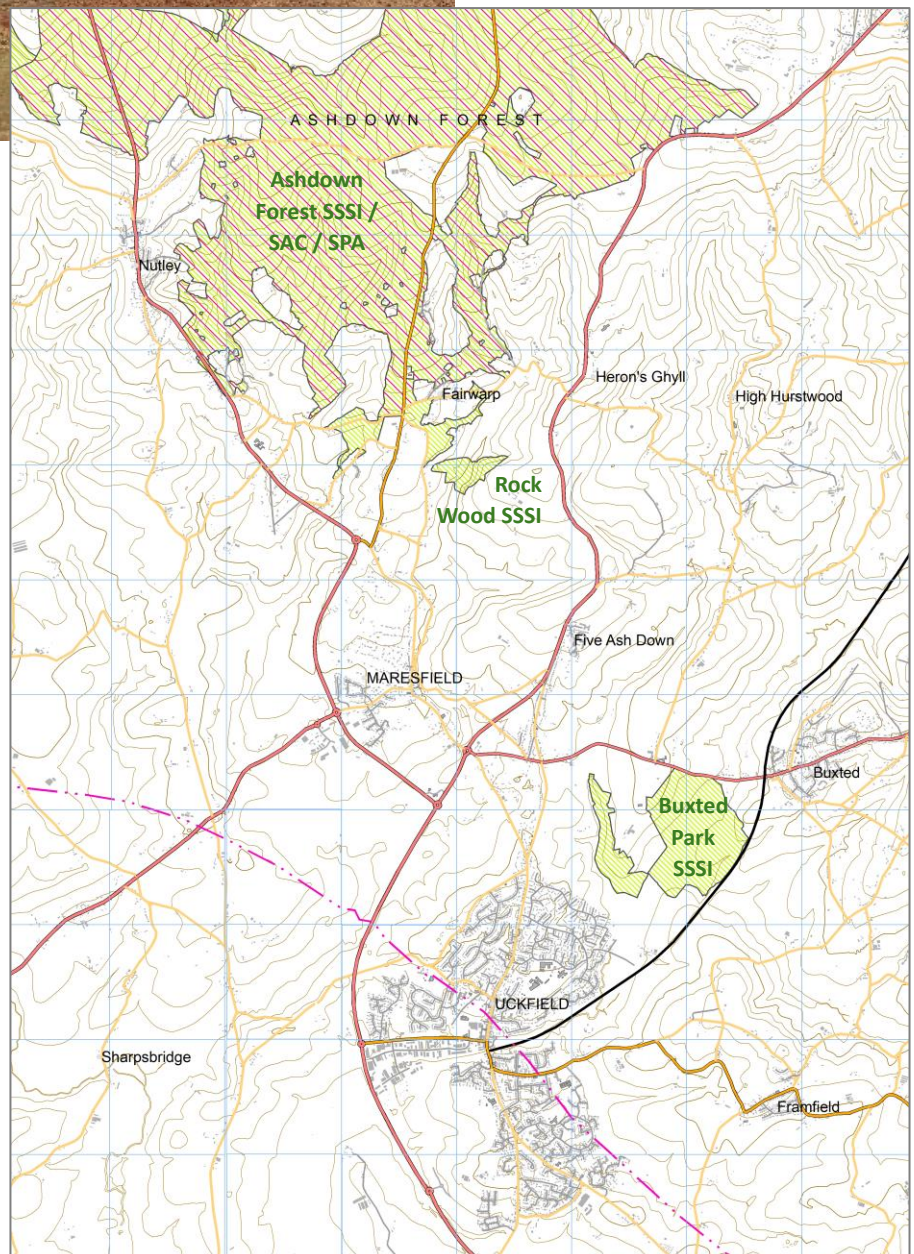 ASHDOWN FOREST
Ashdown
Forest SSSI /
SAC / SPA
Nutley
Heron's Ghyll
Fairwarp
High Hurstwood
Rock
Wood SSSI
Five Ash Down
MARESFIELD
Buxted
Buxted
Park
SSSI
UCKFIELD
Sharpsbridge
Framfield